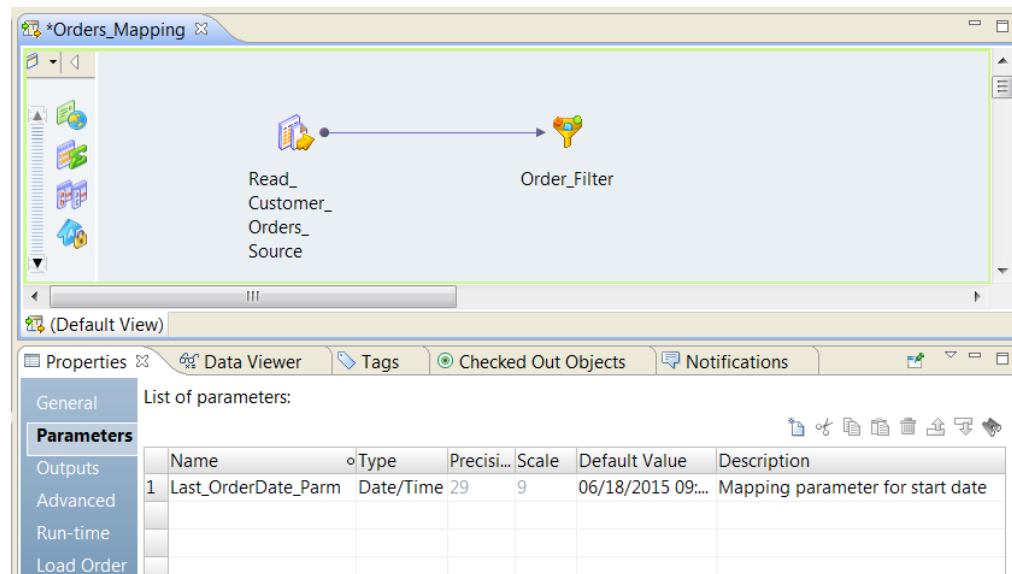 *Orders_Mapping
Read_
Customer_
Orders_
Source
Order_Filter
(Default View)
Properties Data Viewer Tags Checked Out Objects Notifications
General
List of parameters:
Parameters
Outputs
Name Type Precisi... Scale Default Value Description
1 Last_OrderDate_Parm Date/Time 29 9 06/18/2015 09:... Mapping parameter for start date
Advanced
Run-time
Load Order